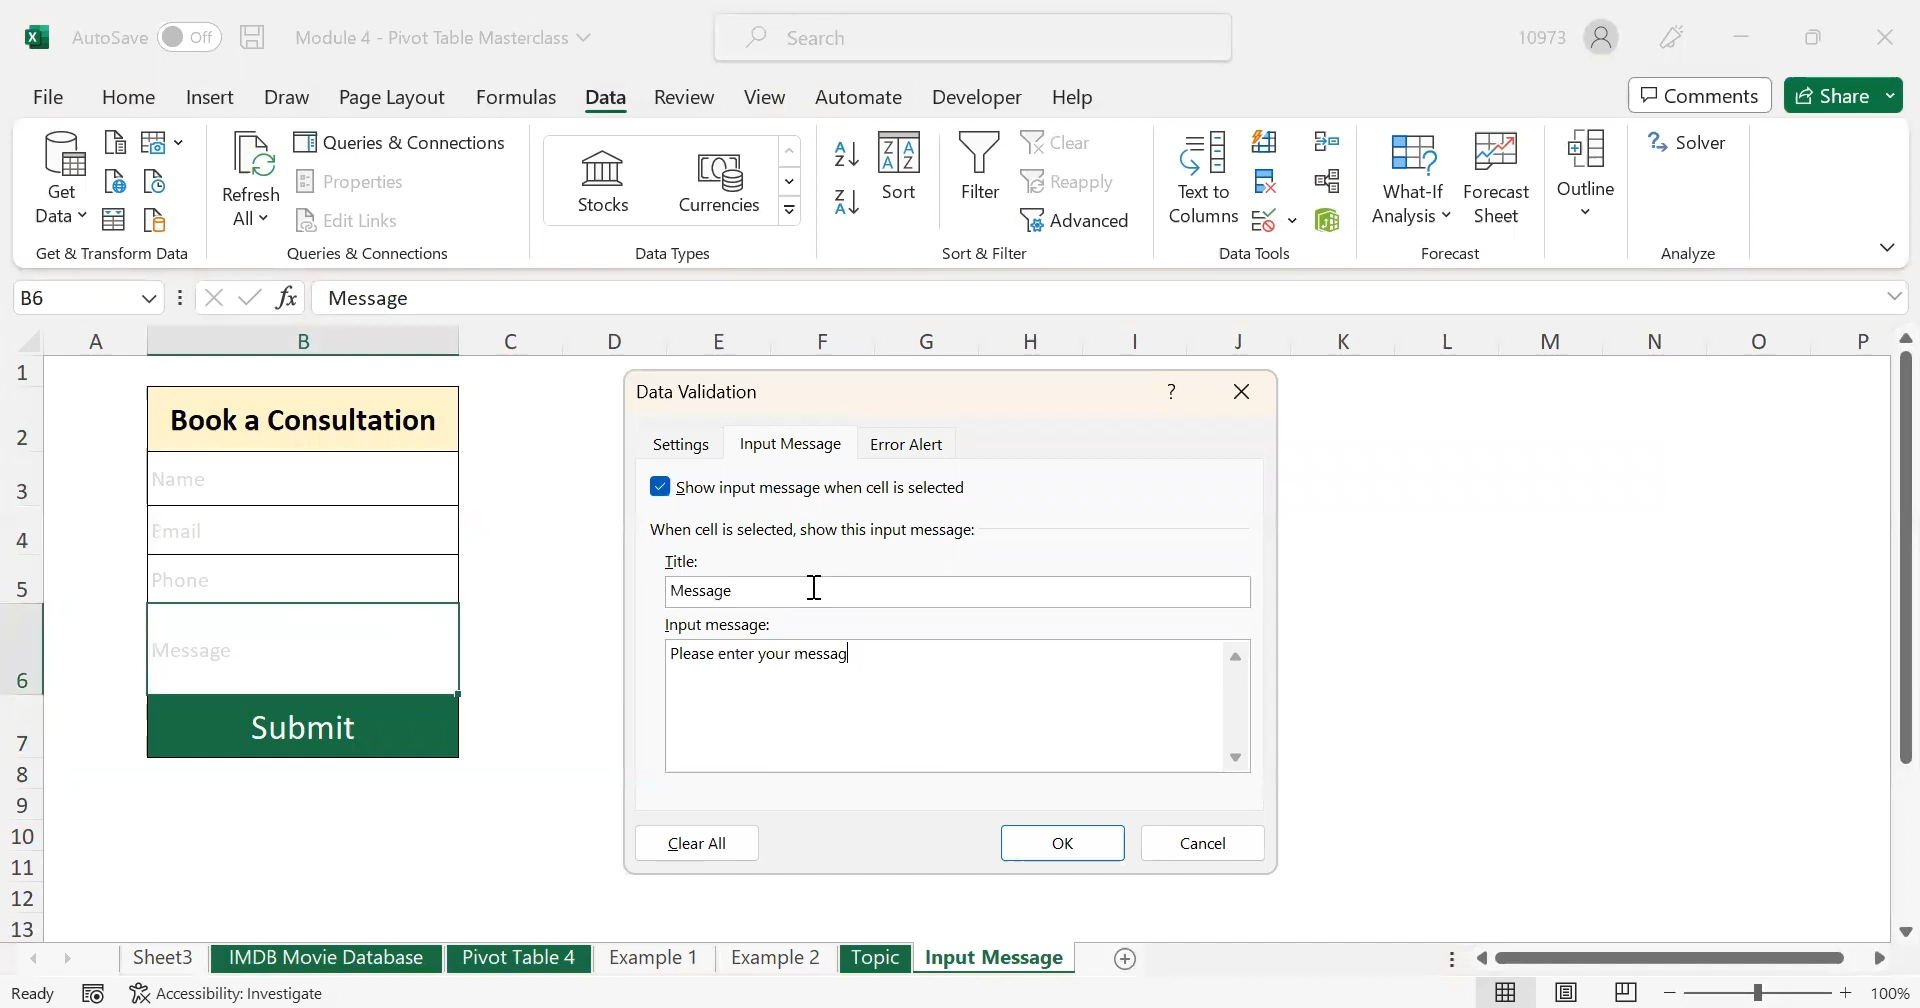 AutoSave Off Module 4 - Pivot Table Masterclass Search 10973
File Home Insert Draw Page Layout Formulas Data Review View Automate Developer Help Comments Share
Get Data
Refresh All
Queries & Connections
Properties
Edit Links
Stocks
Currencies
Sort
Filter
Clear
Reapply
Advanced
Text to Columns
What-If Analysis
Forecast Sheet
Outline
Solver
Get & Transform Data Queries & Connections Data Types Sort & Filter Data Tools Forecast Analyze
B6 fx Message
A B C D E F G H I J K L M N O P
1
2
3
4
5
6
7
8
9
10
11
12
13
Book a Consultation
Name
Email
Phone
Message
Submit
Data Validation ?
Settings Input Message Error Alert
Show input message when cell is selected
When cell is selected, show this input message:
Title:
Message
Input message:
Please enter your messag
Clear All OK Cancel
Sheet3 IMDB Movie Database Pivot Table 4 Example 1 Example 2 Topic Input Message
Ready Accessibility: Investigate 100%